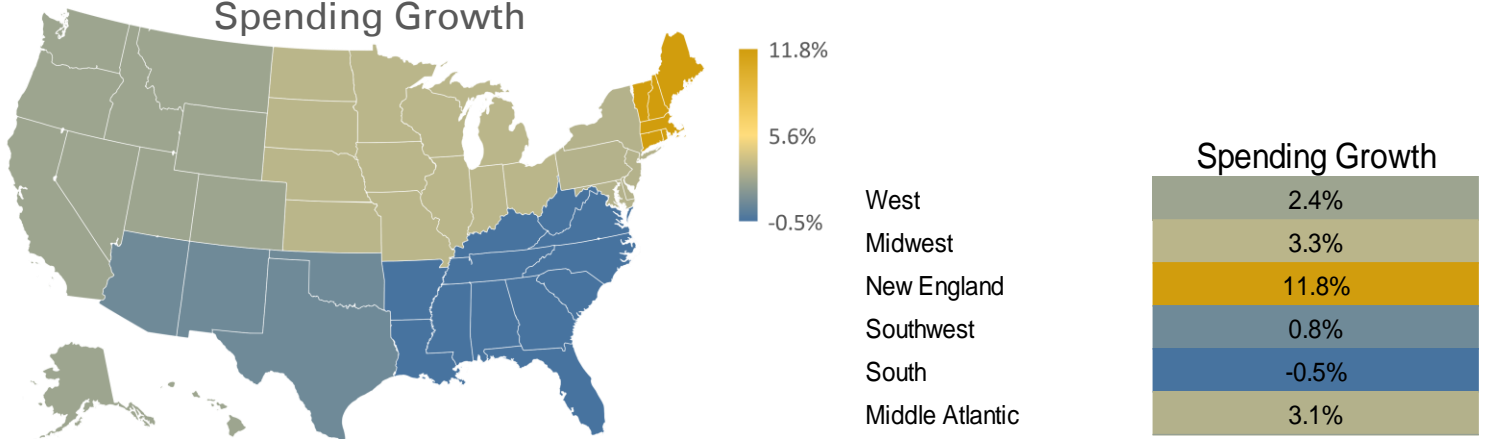 Spending Growth
11.8%
5.6%
-0.5%
Spending Growth
West 2.4%
Midwest 3.3%
New England 11.8%
Southwest 0.8%
South -0.5%
Middle Atlantic 3.1%